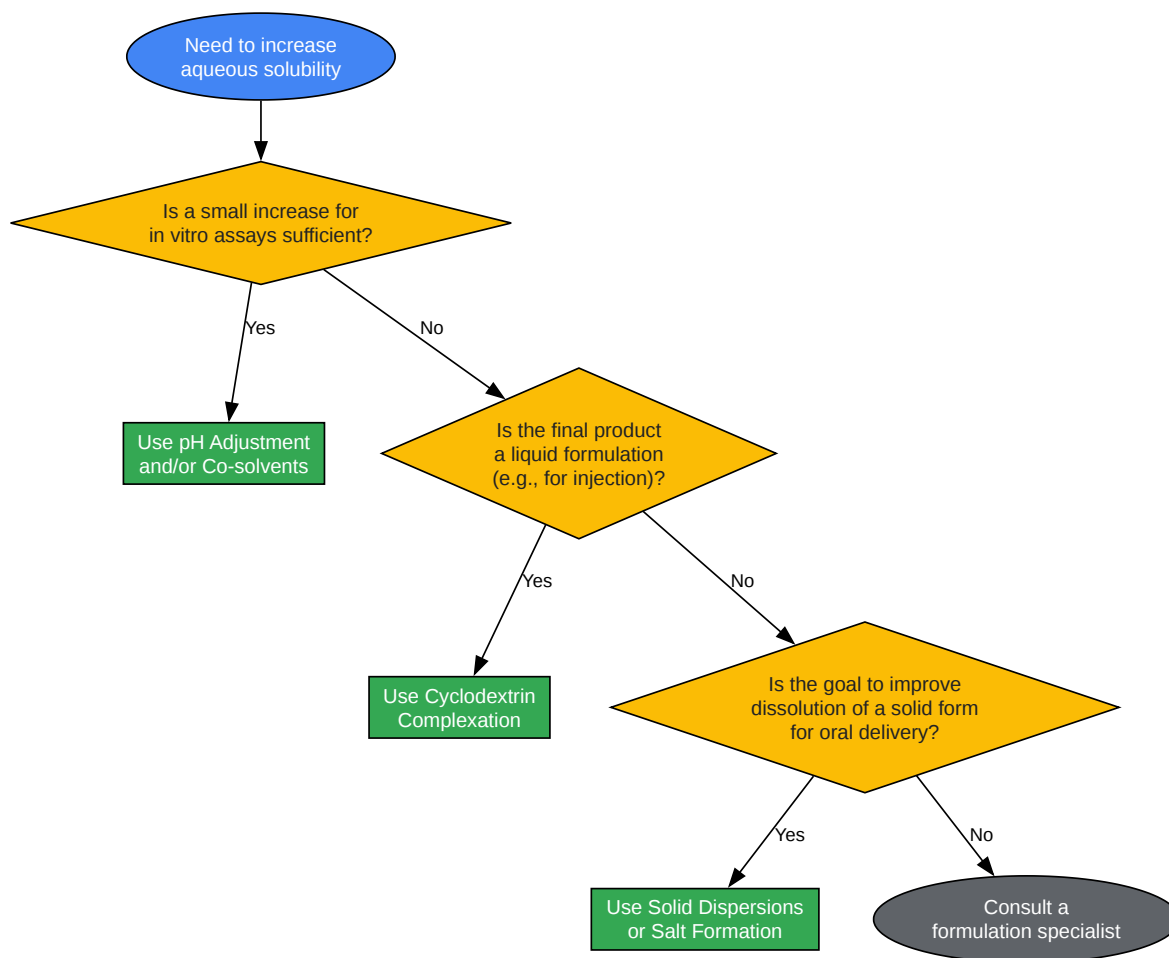 Need to increase
aqueous solubility
Is a small increase for
in vitro assays sufficient?
Yes
No
Use pH Adjustment
and/or Co-solvents
Is the final product
a liquid formulation
(e.g., for injection)?
Yes
No
Use Cyclodextrin
Complexation
Is the goal to improve
dissolution of a solid form
for oral delivery?
Yes
No
Use Solid Dispersions
or Salt Formation
Consult a
formulation specialist